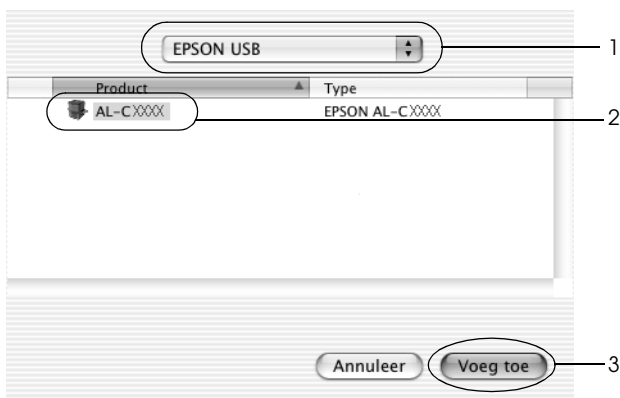 EPSON USB 1
Product Type
AL-CXXXX EPSON AL-CXXXX 2
Annuleer Voeg toe 3